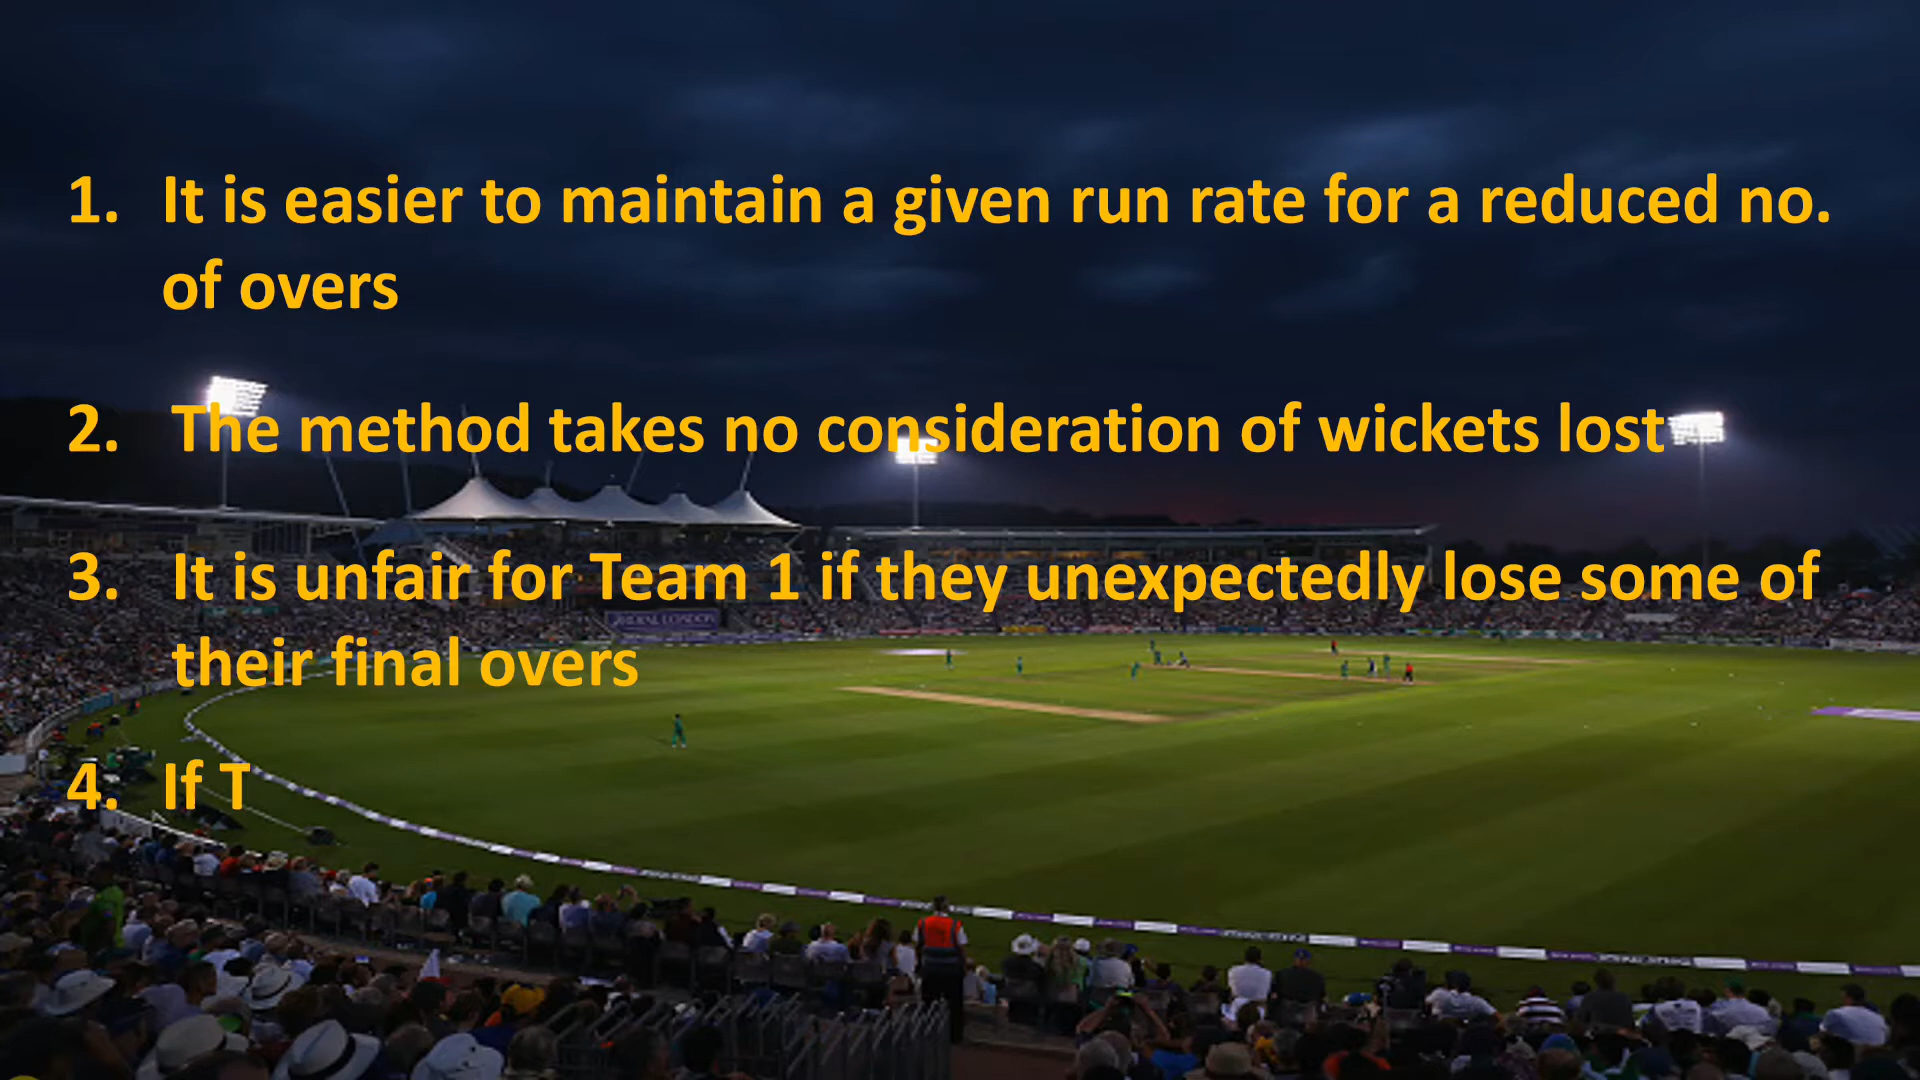 1. It is easier to maintain a given run rate for a reduced no.
of overs
2. The method takes no consideration of wickets lost
3. It is unfair for Team 1 if they unexpectedly lose some of
their final overs
4. If T